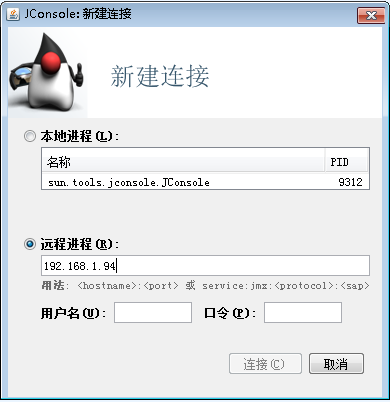 JConsole: 新建连接
新建连接
本地进程(L):
名称 PID
sun.tools.jconsole.JConsole 9312
远程进程(R):
192.168.1.94
用法: <hostname>:<port> 或 service:jmx:<protocol>:<sap>
用户名(U): 口令(P):
连接(C) 取消